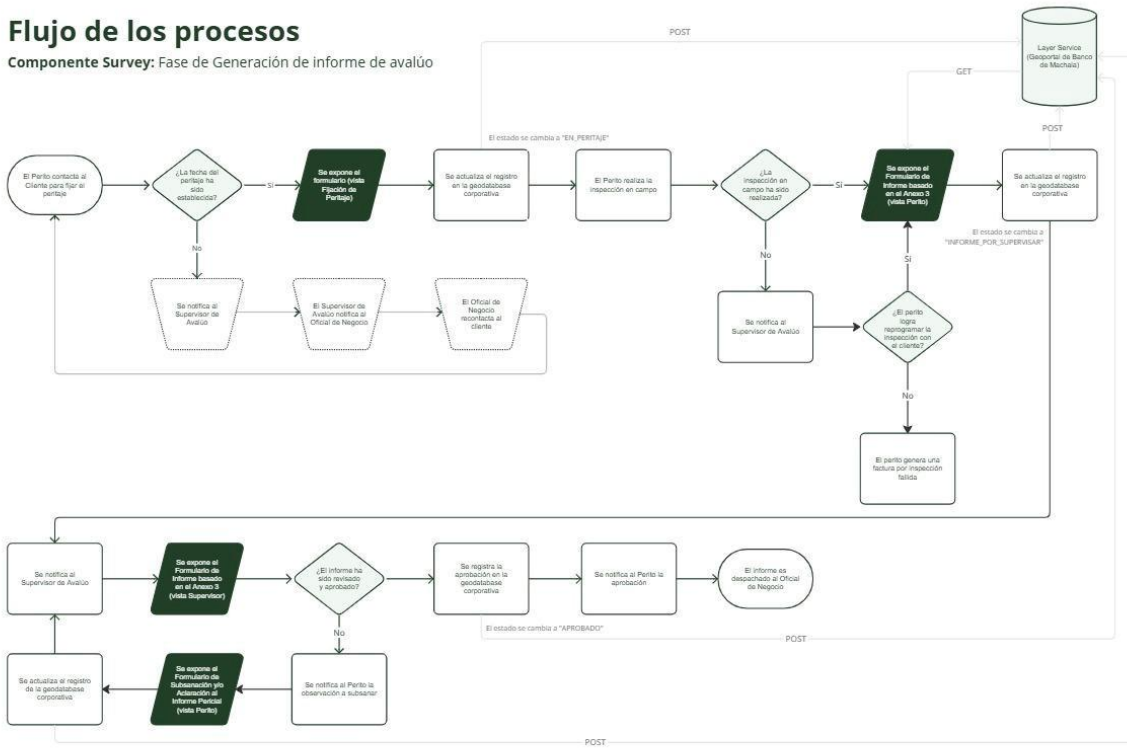 Flujo de los procesos
Componente Survey: Fase de Generación de informe de avalúo
POST
Layer Service
(Geoportal de Banco
de Machala)
GET
POST
El estado se cambia a "EN_PERITAJE"
El Perito contacta al
Cliente para fijar el
peritaje
¿La fecha del
peritaje ha
sido
establecida?
Si
Se expone el
formulario (vista
Fijación de
Peritaje)
Se actualiza el registro
en la geodatabase
corporativa
El Perito realiza la
inspección en campo
¿La
inspección en
campo ha sido
realizada?
Si
Se expone el
Formulario de
Informe basado
en el Anexo 3
(vista Perito)
Se actualiza el registro
en la geodatabase
corporativa
El estado se cambia a
"INFORME_POR_SUPERVISAR"
No
Se notifica al
Supervisor de
Avalúo
El Supervisor de
Avalúo notifica al
Oficial de Negocio
El Oficial de
Negocio
recontacta al
cliente
No
Se notifica al
Supervisor de Avalúo
Si
¿El perito
logra
reprogramar la
inspección con
el cliente?
No
El perito genera una
factura por inspección
fallida
Se notifica al
Supervisor de Avalúo
Se expone el
Formulario de
Informe basado
en el Anexo 3
(vista Supervisor)
¿El informe ha
sido revisado
y aprobado?
Se registra la
aprobación en la
geodatabase
corporativa
Se notifica al Perito la
aprobación
El informe es
despachado al Oficial
de Negocio
El estado se cambia a "APROBADO"
POST
No
Se actualiza el registro
de la geodatabase
corporativa
Se expone el
Formulario de
Subsanación y/o
Aclaración al
Informe Pericial
(vista Perito)
Se notifica al Perito la
observación a subsanar
POST